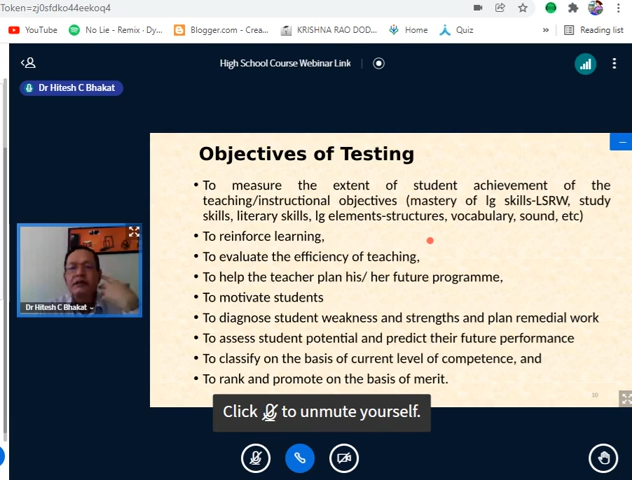 Token=zj0sfdko44eekoq4
YouTube
No Lie - Remix - Dy...
Blogger.com - Crea...
KRISHNA RAO DOD...
Home
Quiz
»
Reading list
High School Course Webinar Link
Dr Hitesh C Bhakat
Objectives of Testing
• To measure the extent of student achievement of the
teaching/instructional objectives (mastery of lg skills-LSRW, study
skills, literary skills, lg elements-structures, vocabulary, sound, etc)
• To reinforce learning,
• To evaluate the efficiency of teaching,
• To help the teacher plan his/ her future programme,
• To motivate students
• To diagnose student weakness and strengths and plan remedial work
• To assess student potential and predict their future performance
• To classify on the basis of current level of competence, and
• To rank and promote on the basis of merit.
10
Dr Hitesh C Bhakat
Click to unmute yourself.